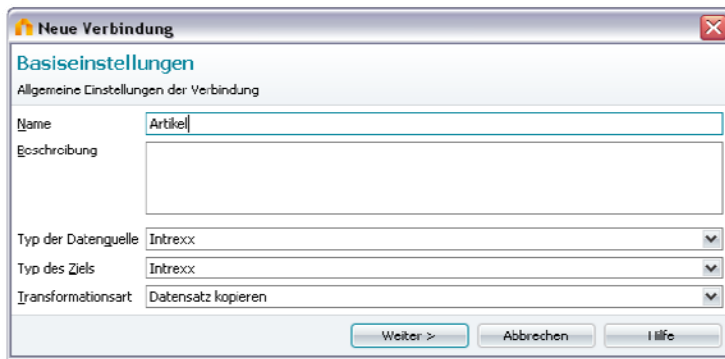 Neue Verbindung
Basiseinstellungen
Allgemeine Einstellungen der Verbindung
Name Artikel
Beschreibung
Typ der Datenquelle Intrexx
Typ des Ziels Intrexx
Transformationsart Datensatz kopieren
Weiter > Abbrechen Hilfe